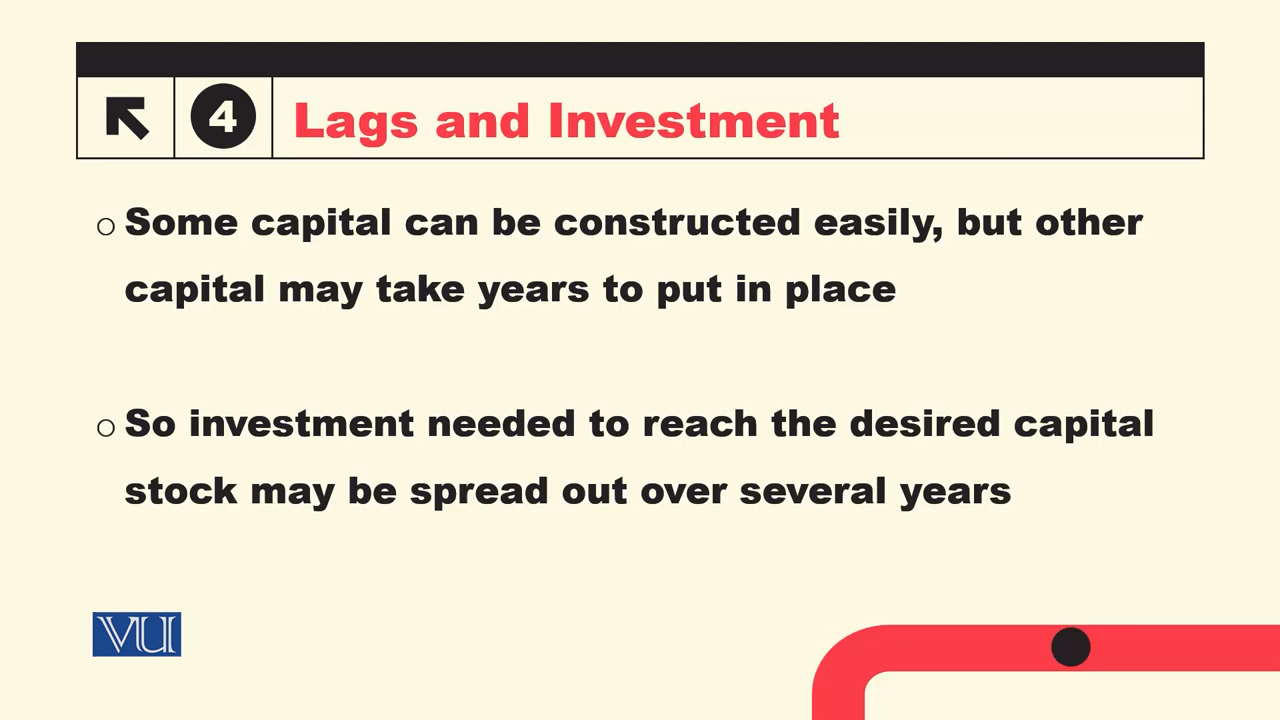 4 Lags and Investment
Some capital can be constructed easily, but other
capital may take years to put in place
So investment needed to reach the desired capital
stock may be spread out over several years
VU